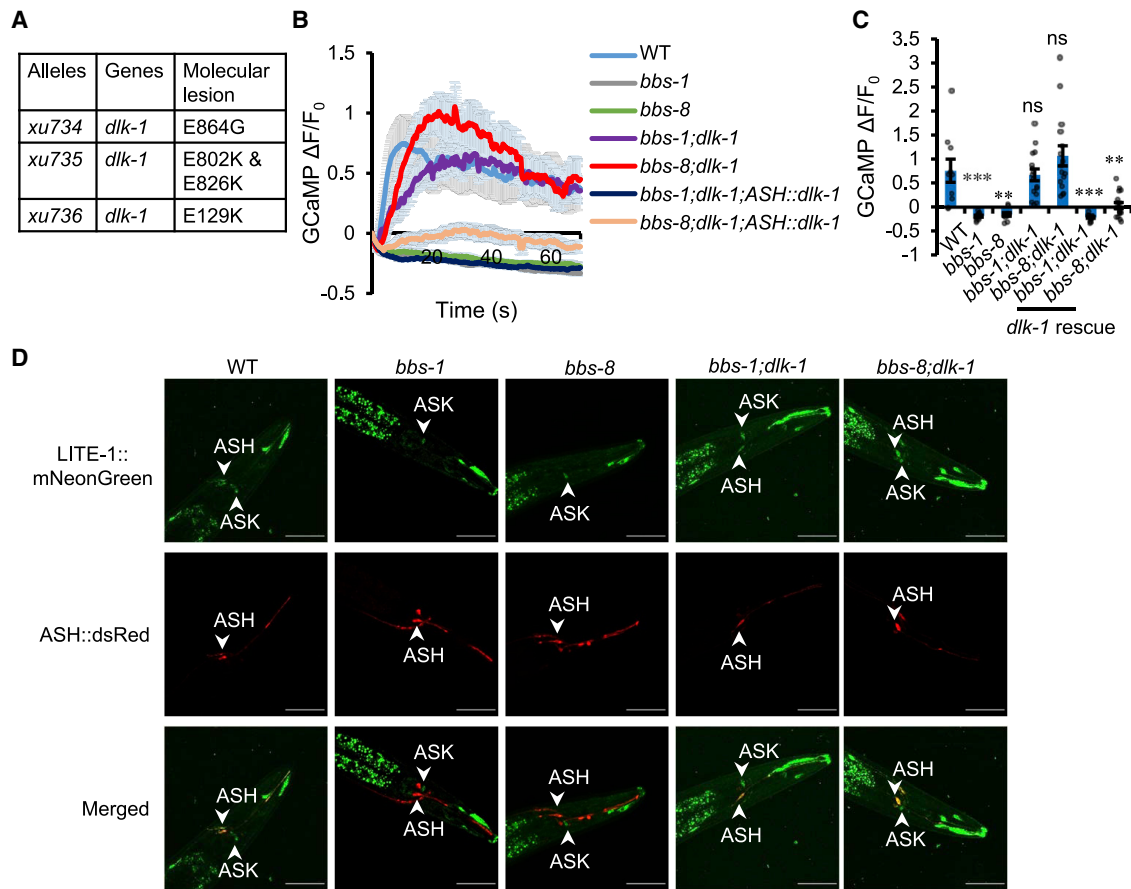 A
Alleles Genes Molecular
lesion
xu734 dlk-1 E864G
xu735 dlk-1 E802K &
E826K
xu736 dlk-1 E129K
B
GCaMP ΔF/F0
1.5
1
0.5
0
-0.5
20 40 60
Time (s)
WT
bbs-1
bbs-8
bbs-1;dlk-1
bbs-8;dlk-1
bbs-1;dlk-1;ASH::dlk-1
bbs-8;dlk-1;ASH::dlk-1
C
GCaMP ΔF/F0
3.5
3
2.5
2
1.5
1
0.5
0
-0.5
-1
*** ** ns ns *** **
WT
bbs-1
bbs-8
bbs-1;dlk-1
bbs-8;dlk-1
bbs-1;dlk-1
bbs-8;dlk-1
dlk-1 rescue
D
WT bbs-1 bbs-8 bbs-1;dlk-1 bbs-8;dlk-1
LITE-1::
mNeonGreen
ASH
ASK
ASK
ASK
ASK
ASH
ASH
ASK
ASH::dsRed
ASH
ASH
ASH
ASH
ASH
Merged
ASH
ASK
ASK
ASH
ASH
ASK
ASK
ASH
ASH
ASK